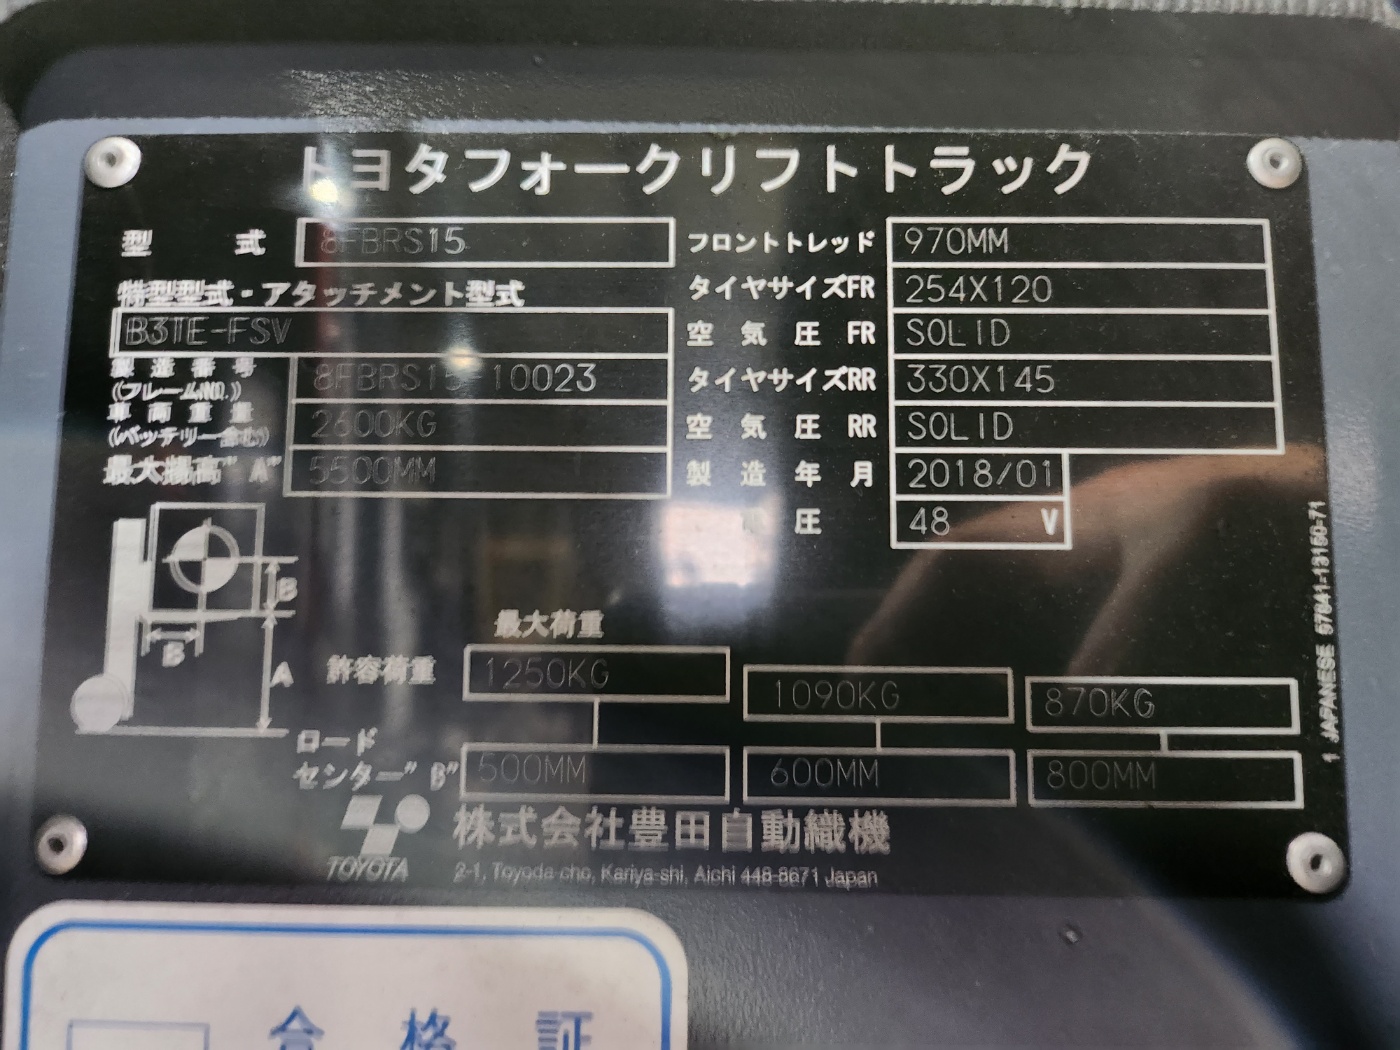 トヨタフォークリフトトラック
型式 8FBRS15
特型型式・アタッチメント型式
B3TE-FSV
製造番号 (フレームNO.) 8FBRS15-10023
車両重量 (バッテリー含む) 2600KG
最大揚高"A" 5500MM
フロントトレッド 970MM
タイヤサイズFR 254X120
空気圧 FR SOLID
タイヤサイズRR 330X145
空気圧 RR SOLID
製造年月 2018/01
圧 48 V
B
B
A
最大荷重
許容荷重 1250KG 1090KG 870KG
ロード
センター"B" 500MM 600MM 800MM
TOYOTA
株式会社豊田自動織機
2-1, Toyoda-cho, Kariya-shi, Aichi 448-8671 Japan
1 JAPANESE 57641-13160-71
合格証